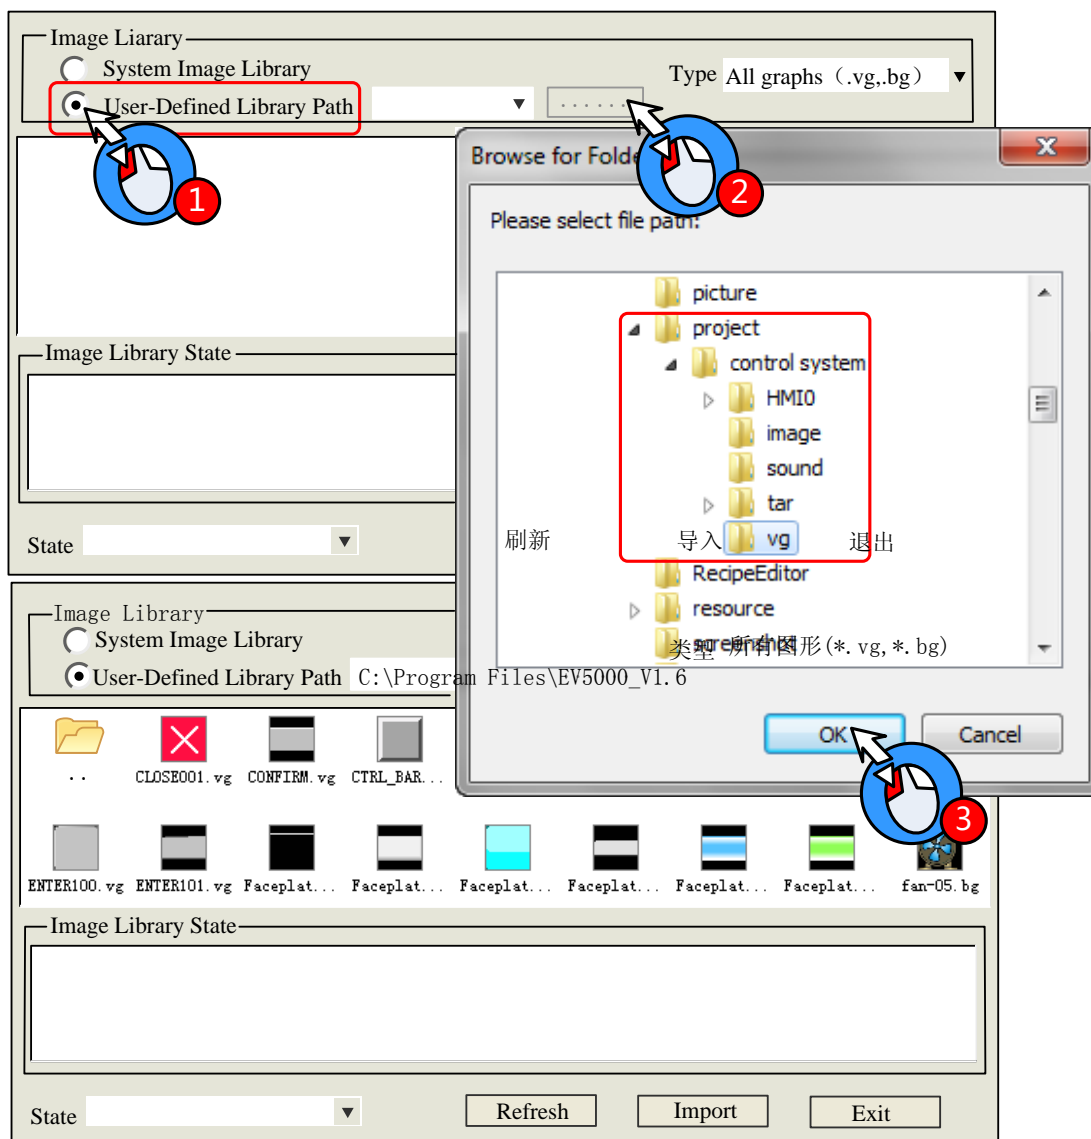 Image Liarary
System Image Library
Type All graphs（.vg,.bg）
User-Defined Library Path
......
1
2
Browse for Folde
Please select file path:
picture
project
control system
HMI0
image
sound
tar
vg
刷新 导入 退出
RecipeEditor
resource
类型 所有图形(*.vg,*.bg)
OK Cancel
3
Image Library State
State
Image Library
System Image Library
User-Defined Library Path C:\Program Files\EV5000_V1.6
.. CLOSE001.vg CONFIRM.vg CTRL_BAR...
ENTER100.vg ENTER101.vg Faceplat... Faceplat... Faceplat... Faceplat... Faceplat... Faceplat... fan-05.bg
Image Library State
State Refresh Import Exit